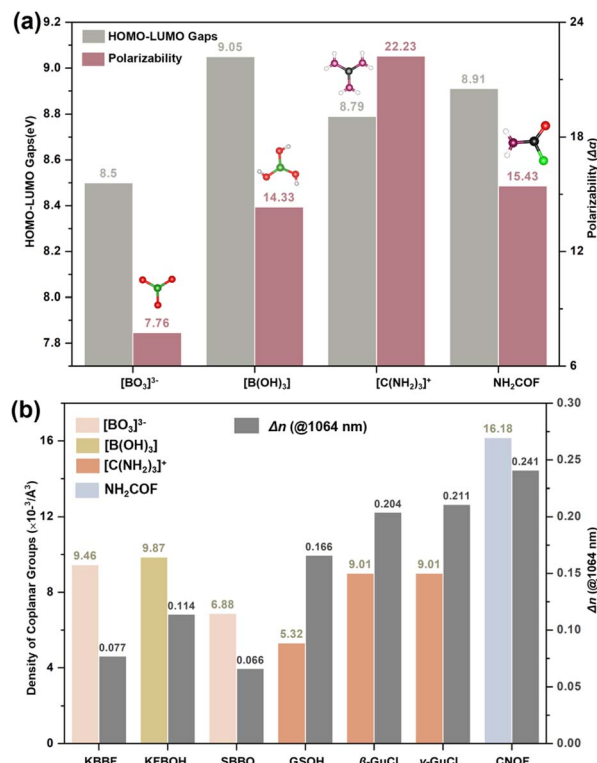 (a)
HOMO-LUMO Gaps
Polarizability
HOMO-LUMO Gaps(eV)
9.2
9.0
8.8
8.6
8.4
8.2
8.0
7.8
24
21
18
15
12
9
6
Polarizability (Δα)
8.5
7.76
9.05
14.33
8.79
22.23
8.91
15.43
[BO₃]³⁻
[B(OH)₃]
[C(NH₂)₃]⁺
NH₂COF
(b)
[BO₃]³⁻
[B(OH)₃]
[C(NH₂)₃]⁺
NH₂COF
Δn (@1064 nm)
Density of Coplanar Groups (×10⁻³/Å³)
16
12
8
4
0
0.30
0.25
0.20
0.15
0.10
0.05
0.00
Δn (@1064 nm)
9.46
0.077
9.87
0.114
6.88
0.066
5.32
0.166
9.01
0.204
9.01
0.211
16.18
0.241
KBBF
KFBOH
SBBO
GSOH
β-GuCl
γ-GuCl
CNOF